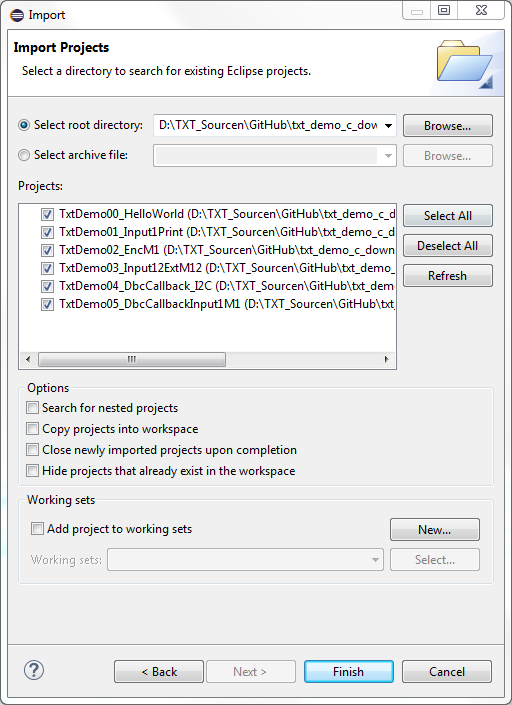 Import
Import Projects
Select a directory to search for existing Eclipse projects.
Select root directory: D:\TXT_Sourcen\GitHub\txt_demo_c_dow Browse...
Select archive file: Browse...
Projects:
TxtDemo00_HelloWorld (D:\TXT_Sourcen\GitHub\txt_demo_c_d
TxtDemo01_Input1Print (D:\TXT_Sourcen\GitHub\txt_demo_c_d
TxtDemo02_EncM1 (D:\TXT_Sourcen\GitHub\txt_demo_c_down
TxtDemo03_Input12ExtM12 (D:\TXT_Sourcen\GitHub\txt_demo_
TxtDemo04_DbcCallback_I2C (D:\TXT_Sourcen\GitHub\txt_dem
TxtDemo05_DbcCallbackInput1M1 (D:\TXT_Sourcen\GitHub\txt_
Select All
Deselect All
Refresh
Options
Search for nested projects
Copy projects into workspace
Close newly imported projects upon completion
Hide projects that already exist in the workspace
Working sets
Add project to working sets New...
Working sets: Select...
? < Back Next > Finish Cancel